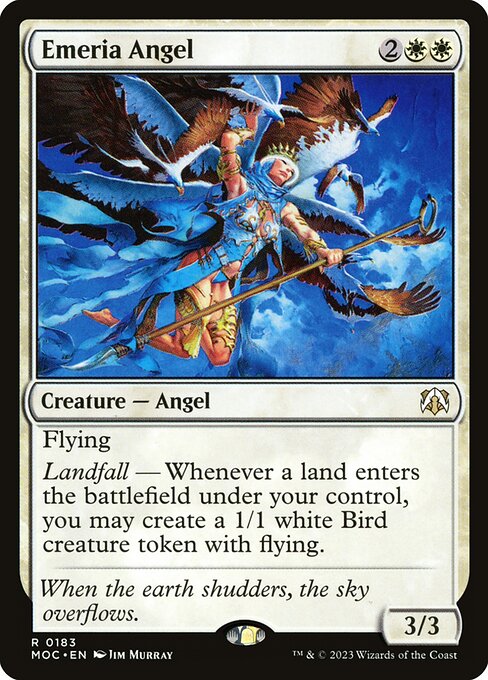 Emeria Angel 2
Creature — Angel
Flying
Landfall — Whenever a land enters
the battlefield under your control,
you may create a 1/1 white Bird
creature token with flying.
When the earth shudders, the sky
overflows.
3/3
R 0183
MOC • EN Jim Murray
™ & © 2023 Wizards of the Coast